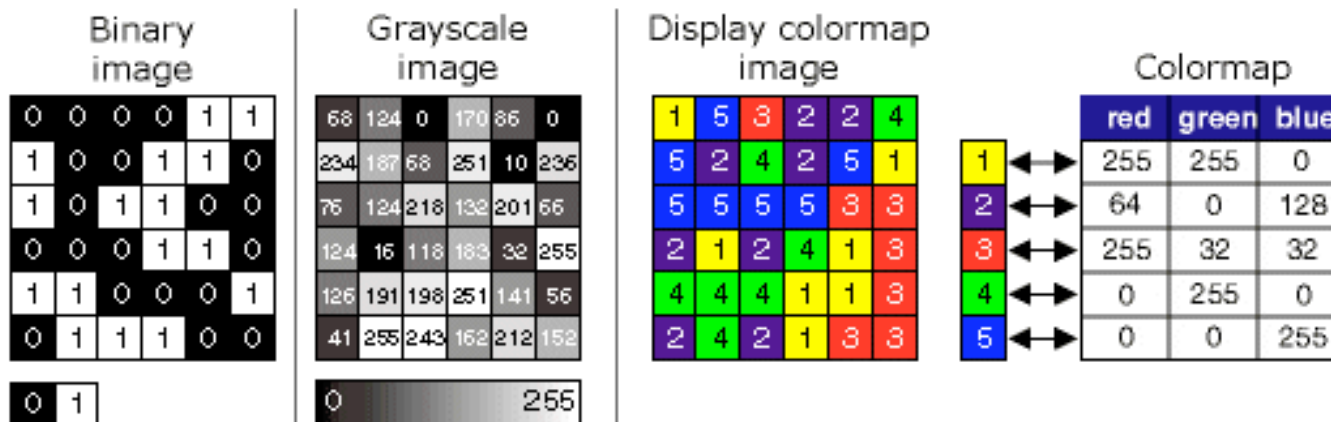 Binary
image
0 0 0 0 1 1
1 0 0 1 1 0
1 0 1 1 0 0
0 0 0 1 1 0
1 1 0 0 0 1
0 1 1 1 0 0
0 1
Grayscale
image
68 124 0 170 86 0
234 187 68 251 10 236
76 124 218 132 201 66
124 16 118 183 32 255
126 191 198 251 141 56
41 255 243 162 212 152
0 255
Display colormap
image
1 5 3 2 2 4
5 2 4 2 5 1
5 5 5 5 3 3
2 1 2 4 1 3
4 4 4 1 1 3
2 4 2 1 3 3
Colormap
red green blue
1 255 255 0
2 64 0 128
3 255 32 32
4 0 255 0
5 0 0 255